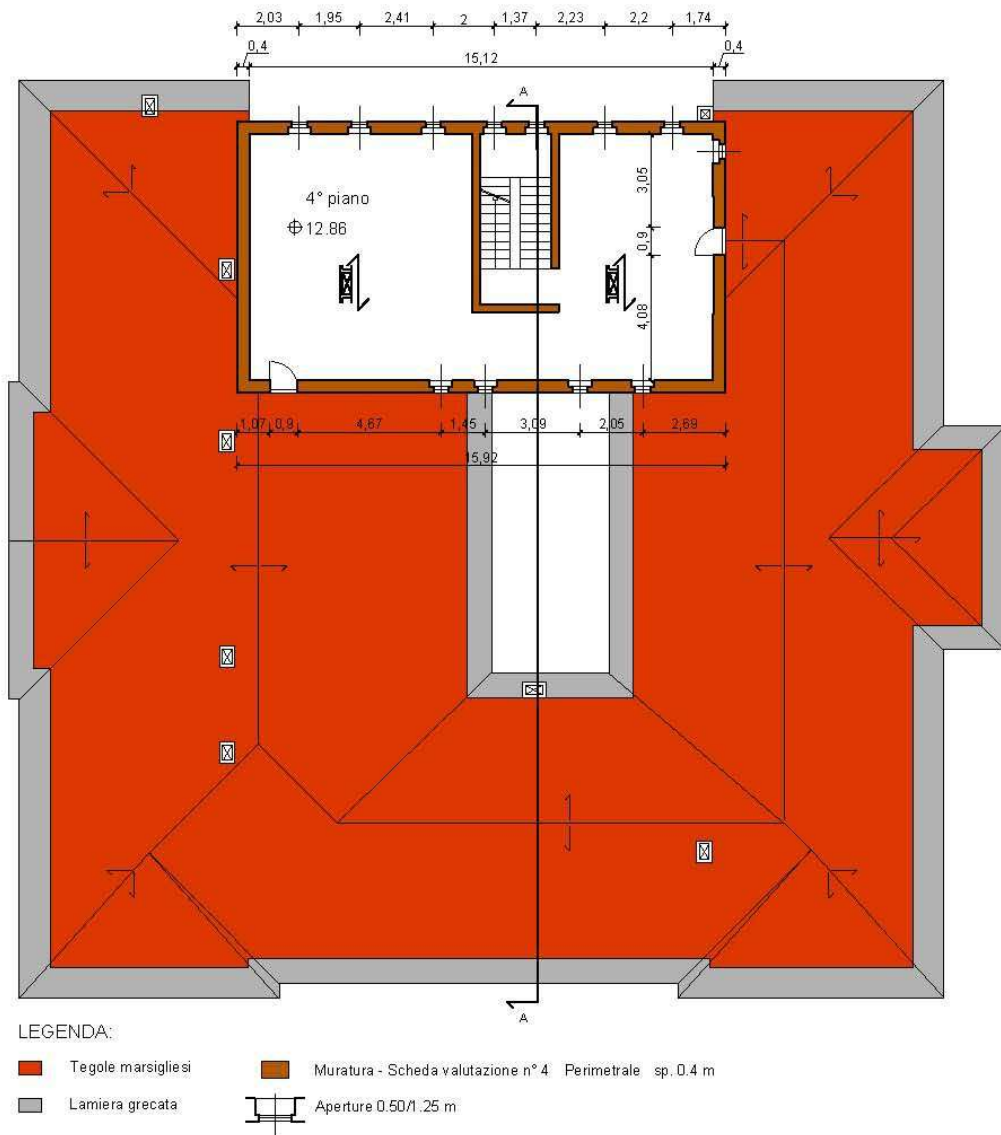 2,03 1,95 2,41 2 1,37 2,23 2,2 1,74
0,4 15,12 0,4
A
3,05
4° piano
12.86
0,9
4,08
1,07 0,9 4,67 1,45 3,09 2,05 2,69
15,92
A
LEGENDA:
Tegole marsigliesi
Muratura - Scheda valutazione n° 4 Perimetrale sp. 0.4 m
Lamiera grecata
Aperture 0.50/1.25 m